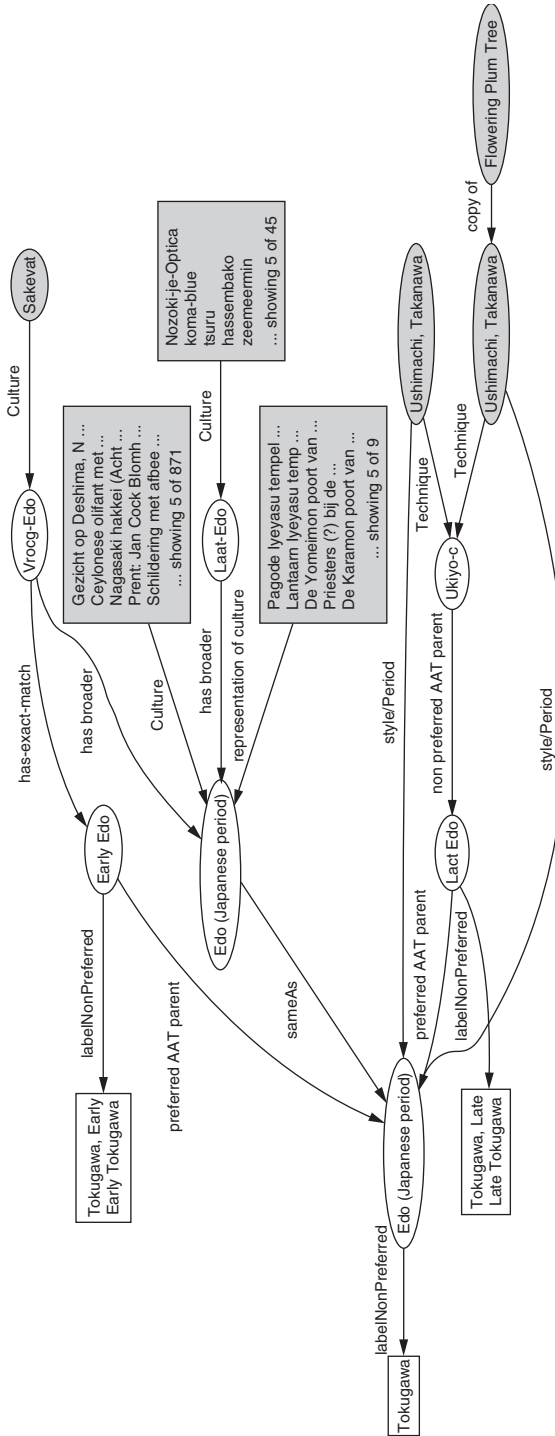 Tokugawa
labelNonPreferred
Edo (Japanese period)
Tokugawa, Early
Early Tokugawa
labelNonPreferred
Early Edo
preferred AAT parent
has-exact-match
Vrocg-Edo
has broader
Culture
Sakevat
Edo (Japanese period)
sameAs
Gezicht op Deshima, N ...
Ceylonese olifant met ...
Nagasaki hakkei (Acht ...
Prent: Jan Cock Blomh ...
Schildering met afbee ...
... showing 5 of 871
Culture
has broader
Laat-Edo
Culture
Nozoki-je-Optica
koma-blue
tsuru
hassembako
zeemeermin
... showing 5 of 45
representation of culture
Pagode Iyeyasu tempel ...
Lantaarn Iyeyasu temp ...
De Yomeimon poort van ...
Priesters (?) bij de ...
De Karamon poort van ...
... showing 5 of 9
style/Period
Ushimachi, Takanawa
Technique
preferred AAT parent
labelNonPreferred
Tokugawa, Late
Late Tokugawa
Lact Edo
non preferred AAT parent
Ukiyo-c
Technique
Ushimachi, Takanawa
copy of
Flowering Plum Tree
style/Period